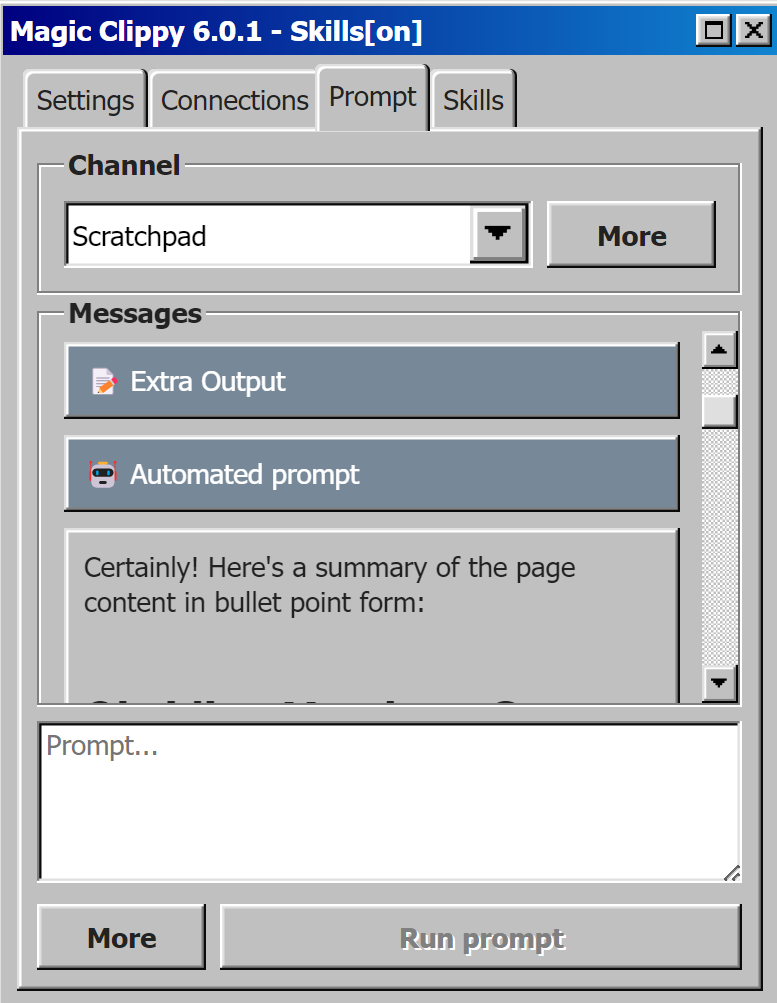 Magic Clippy 6.0.1 - Skills[on]
Settings
Connections
Prompt
Skills
Channel
Scratchpad
More
Messages
Extra Output
Automated prompt
Certainly! Here's a summary of the page
content in bullet point form:
Prompt...
More
Run prompt